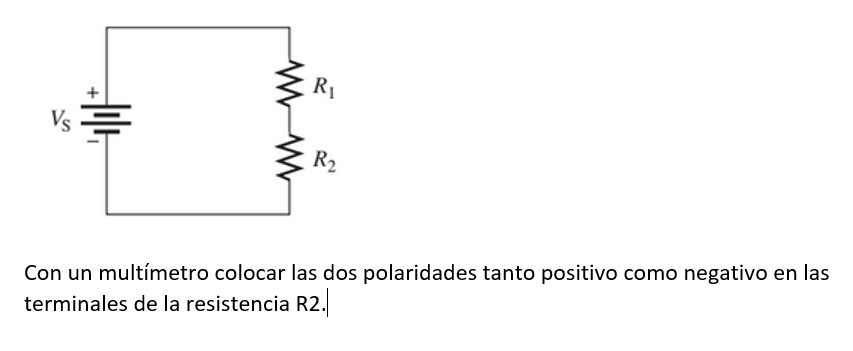 +
R₁
Vₛ
−
R₂
Con un multímetro colocar las dos polaridades tanto positivo como negativo en las
terminales de la resistencia R2.